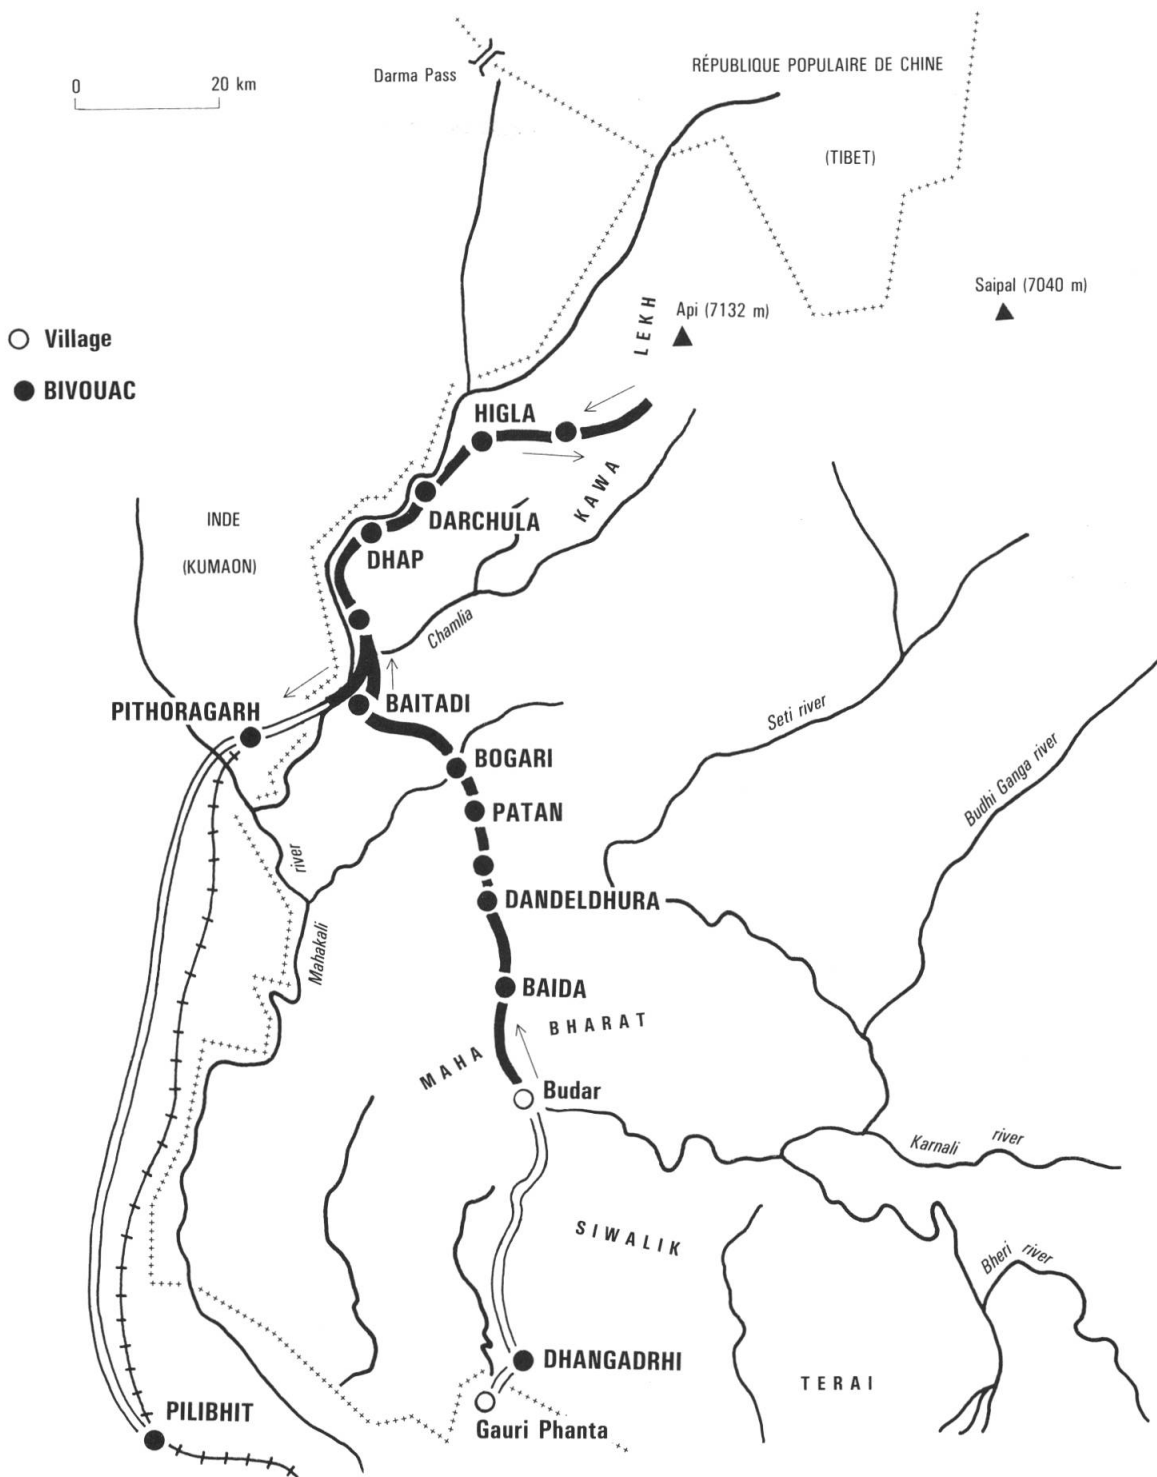 0 20 km
Darma Pass
RÉPUBLIQUE POPULAIRE DE CHINE
(TIBET)
Saipal (7040 m)
Api (7132 m)
LEKH
Village
BIVOUAC
HIGLA
KAWA
DARCHULA
INDE
(KUMAON)
DHAP
Chamlia
BAITADI
PITHORAGARH
Seti river
BOGARI
Budhi Ganga river
PATAN
river
Mahakali
DANDELDHURA
BAIDA
BHARAT
MAHA
Budar
Karnali river
SIWALIK
Bheri river
DHANGADRHI
TERAI
PILIBHIT
Gauri Phanta